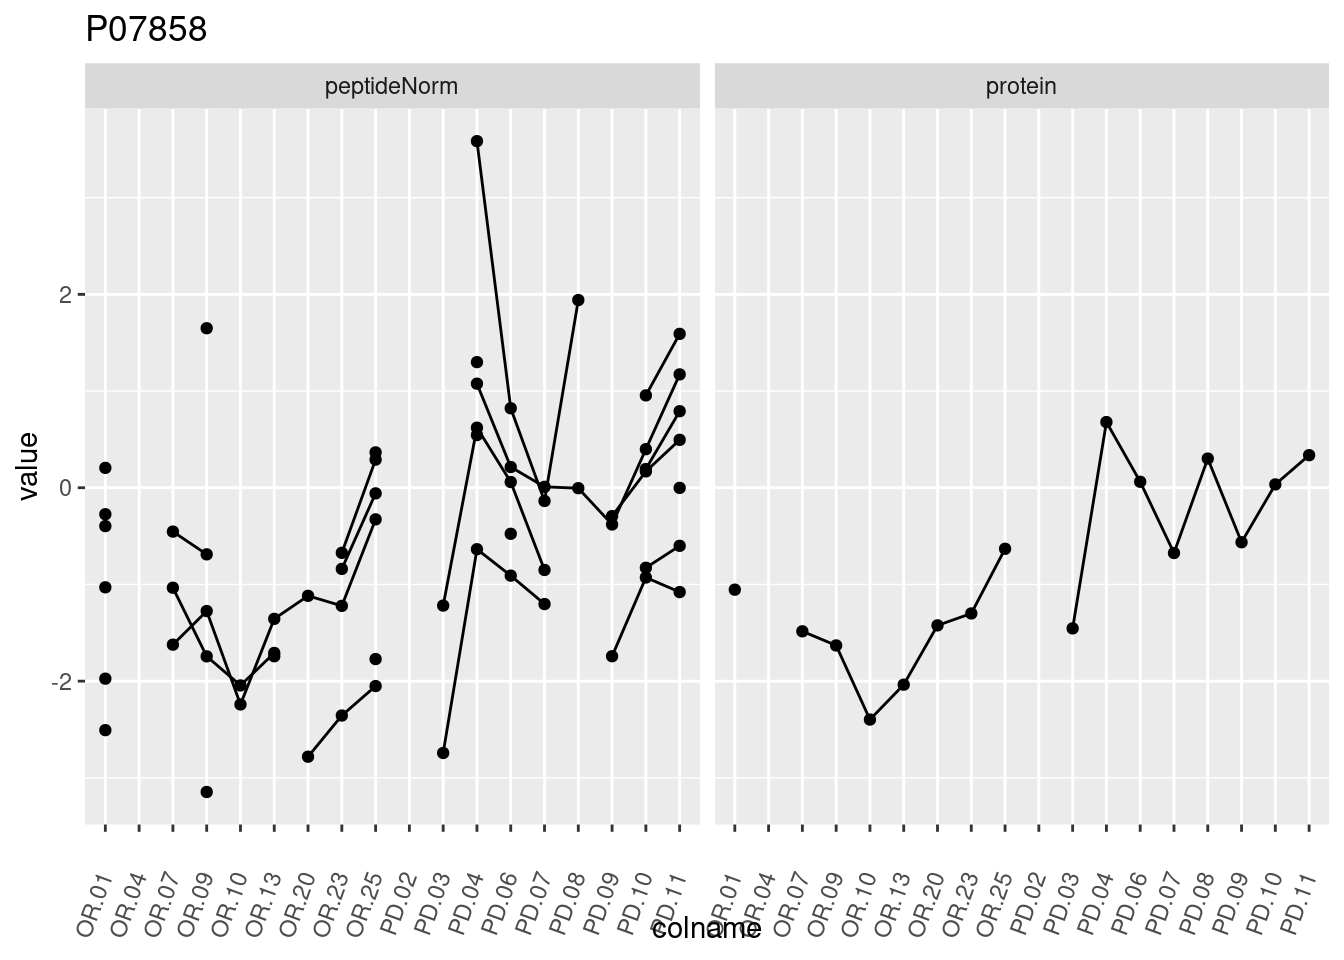 P07858
peptideNorm protein
2
0
-2
value
OR.01 OR.04 OR.07 OR.09 OR.10 OR.13 OR.20 OR.23 OR.25 PD.02 PD.03 PD.04 PD.06 PD.07 PD.08 PD.09 PD.10 PD.11 OR.01 OR.04 OR.07 OR.09 OR.10 OR.13 OR.20 OR.23 OR.25 PD.02 PD.03 PD.04 PD.06 PD.07 PD.08 PD.09 PD.10 PD.11
colname